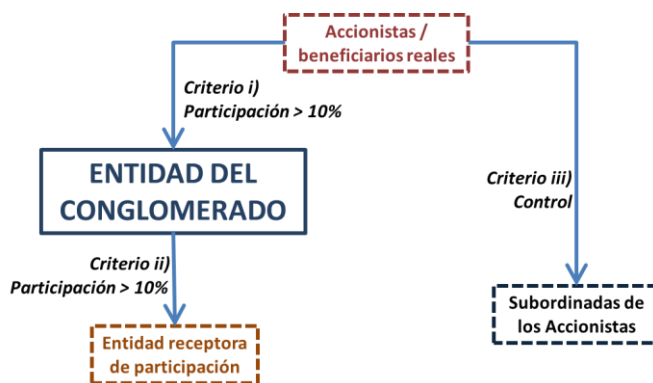 Accionistas /
beneficiarios reales
Criterio i)
Participación > 10%
ENTIDAD DEL
CONGLOMERADO
Criterio iii)
Control
Criterio ii)
Participación > 10%
Subordinadas de
los Accionistas
Entidad receptora
de participación